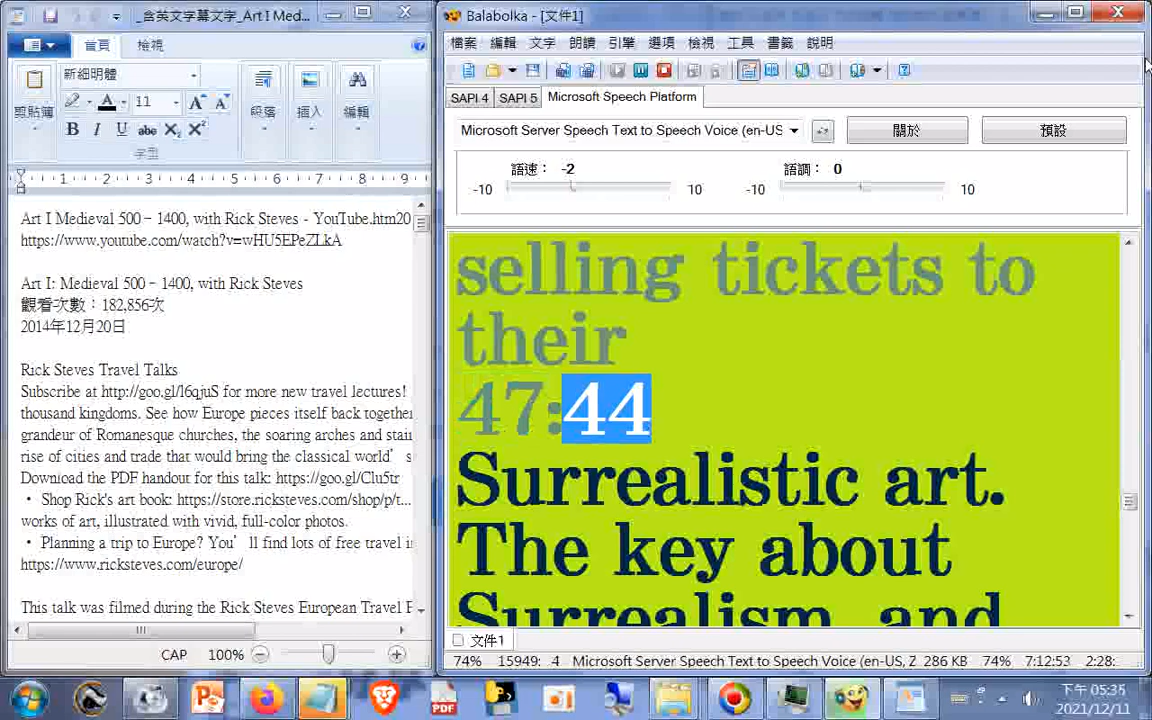 _含英文字幕文字_Art I Med...
首頁
檢視
新細明體
11
剪貼簿
段落
插入
編輯
字型
1 2 3 4 5 6 7 8 9
Art I Medieval 500 – 1400, with Rick Steves - YouTube.htm20
https://www.youtube.com/watch?v=wHU5EPeZLkA
Art I: Medieval 500 – 1400, with Rick Steves
觀看次數：182,856次
2014年12月20日
Rick Steves Travel Talks
Subscribe at http://goo.gl/l6qjuS for more new travel lectures!
thousand kingdoms. See how Europe pieces itself back together
grandeur of Romanesque churches, the soaring arches and stair
rise of cities and trade that would bring the classical world’s
Download the PDF handout for this talk: https://goo.gl/Clu5tr
• Shop Rick's art book: https://store.ricksteves.com/shop/p/t...
works of art, illustrated with vivid, full-color photos.
• Planning a trip to Europe? You’ll find lots of free travel i
https://www.ricksteves.com/europe/
This talk was filmed during the Rick Steves European Travel F
CAP 100%
Balabolka - [文件1]
檔案 編輯 文字 朗讀 引擎 選項 檢視 工具 書籤 說明
SAPI 4 SAPI 5 Microsoft Speech Platform
Microsoft Server Speech Text to Speech Voice (en-US
關於
預設
語速： -2
語調： 0
-10 10 -10 10
selling tickets to
their
47:44
Surrealistic art.
The key about
Surrealism, and
文件1
74% 15949: 4 Microsoft Server Speech Text to Speech Voice (en-US, Z 286 KB 74% 7:12:53 2:28:
下午 05:35
2021/12/11